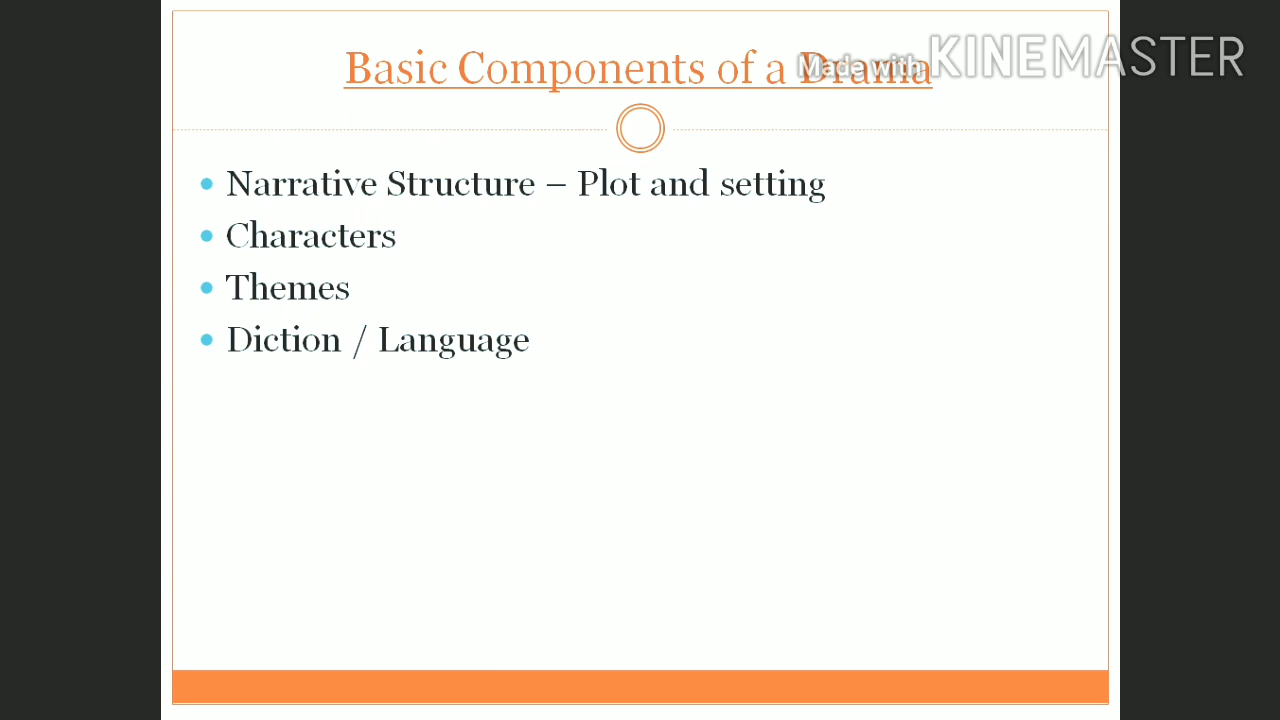 Basic Components of a Drama
Made with KINEMASTER
Narrative Structure – Plot and setting
Characters
Themes
Diction / Language